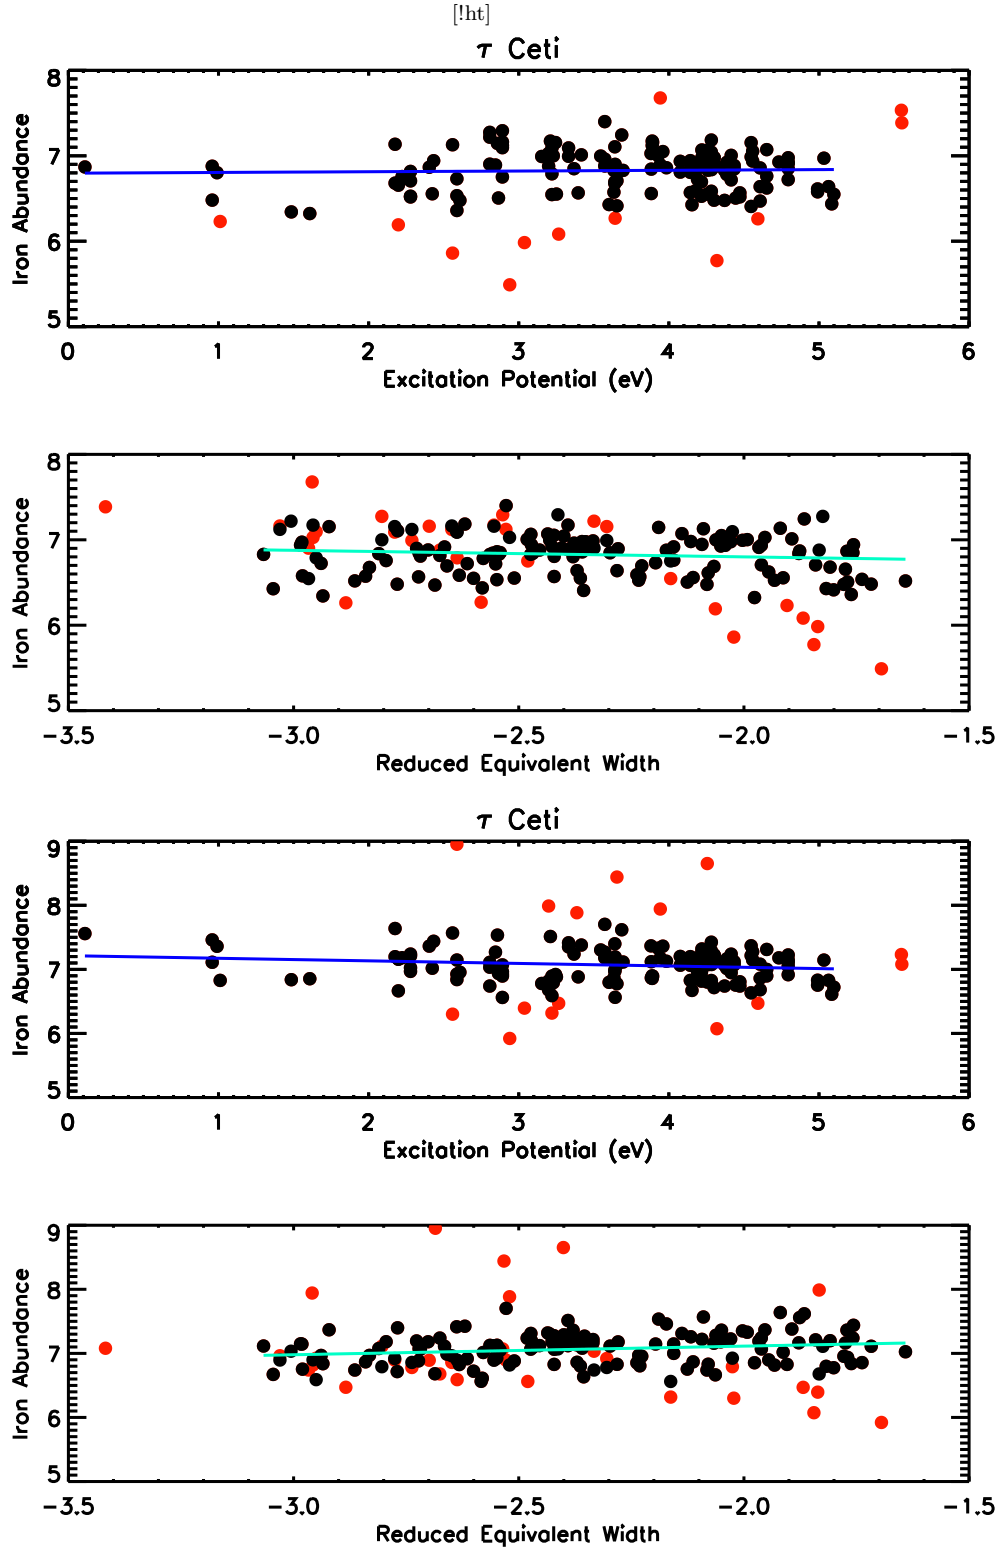 [!ht]
τ Ceti
8
7
6
5
Iron Abundance
0 1 2 3 4 5 6
Excitation Potential (eV)
8
7
6
5
Iron Abundance
−3.5 −3.0 −2.5 −2.0 −1.5
Reduced Equivalent Width
τ Ceti
9
8
7
6
5
Iron Abundance
0 1 2 3 4 5 6
Excitation Potential (eV)
9
8
7
6
5
Iron Abundance
−3.5 −3.0 −2.5 −2.0 −1.5
Reduced Equivalent Width